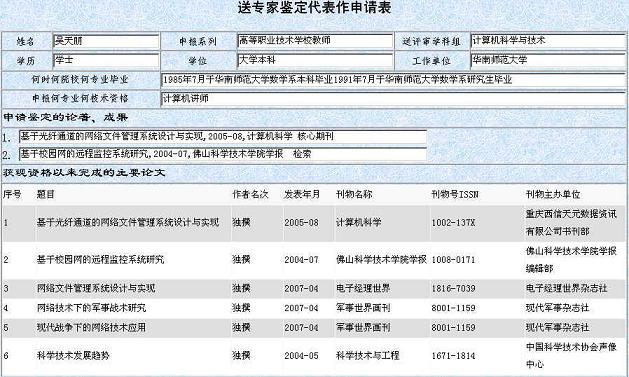 送专家鉴定代表作申请表
姓名 吴天朋 申报系列 高等职业技术学校教师 送评审学科组 计算机科学与技术
学历 学士 学位 大学本科 工作单位 华南师范大学
何时何院校何专业毕业 1985年7月于华南师范大学数学系本科毕业1991年7月于华南师范大学数学系研究生毕业
申报何专业何技术资格 计算机讲师
申请鉴定的论著、成果
1. 基于光纤通道的网络文件管理系统设计与实现,2005-08,计算机科学 核心期刊
2. 基于校园网的远程监控系统研究,2004-07,佛山科学技术学院学报 检索
获现资格以来完成的主要论文
序号 题目 作者名次 发表年月 刊物名称 刊物号ISSN 刊物主办单位
1 基于光纤通道的网络文件管理系统设计与实现 独撰 2005-08 计算机科学 1002-137X 重庆西信天元数据资讯
有限公司书刊部
2 基于校园网的远程监控系统研究 独撰 2004-07 佛山科学技术学院学报 1008-0171 佛山科学技术学院学报
编辑部
3 网络文件管理系统设计与实现 独撰 2007-04 电子经理世界 1816-7039 电子经理世界杂志社
4 网络技术下的军事战术研究 独撰 2007-04 军事世界画刊 8001-1159 现代军事杂志社
5 现代战争下的网络技术应用 独撰 2007-04 军事世界画刊 8001-1159 现代军事杂志社
6 科学技术发展趋势 独撰 2004-05 科学技术与工程 1671-1814 中国科学技术协会声像
中心